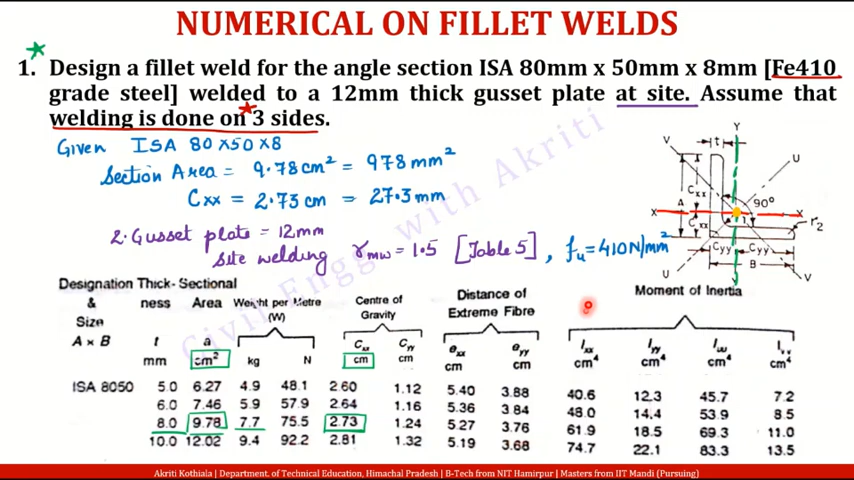 NUMERICAL ON FILLET WELDS
1. Design a fillet weld for the angle section ISA 80mm x 50mm x 8mm [Fe410
grade steel] welded to a 12mm thick gusset plate at site. Assume that
welding is done on 3 sides.
Given ISA 80×50×8
Section Area = 9.78 cm² = 978 mm²
Cxx = 2.73 cm = 27.3 mm
2. Gusset plate = 12mm
Site welding γmw = 1.5 [Table 5], fu = 410N/mm²
Civil Engg. with Akriti
Y
V t U
Cxx 90°
A X X
Cxx r2
Cyy Cyy
U B V
Y
Designation Thick- Sectional Centre of Distance of Moment of Inertia
& ness Area Weight per Metre Gravity Extreme Fibre
Size (W)
A × B t a Cxx Cyy exx eyy Ixx Iyy Iuu Ivv
mm cm² kg N cm cm cm cm cm⁴ cm⁴ cm⁴ cm⁴
ISA 8050 5.0 6.27 4.9 48.1 2.60 1.12 5.40 3.88 40.6 12.3 45.7 7.2
6.0 7.46 5.9 57.9 2.64 1.16 5.36 3.84 48.0 14.4 53.9 8.5
8.0 9.78 7.7 75.5 2.73 1.24 5.27 3.76 61.9 18.5 69.3 11.0
10.0 12.02 9.4 92.2 2.81 1.32 5.19 3.68 74.7 22.1 83.3 13.5
Akriti Kothiala | Department. of Technical Education, Himachal Pradesh | B-Tech from NIT Hamirpur | Masters from IIT Mandi (Pursuing)